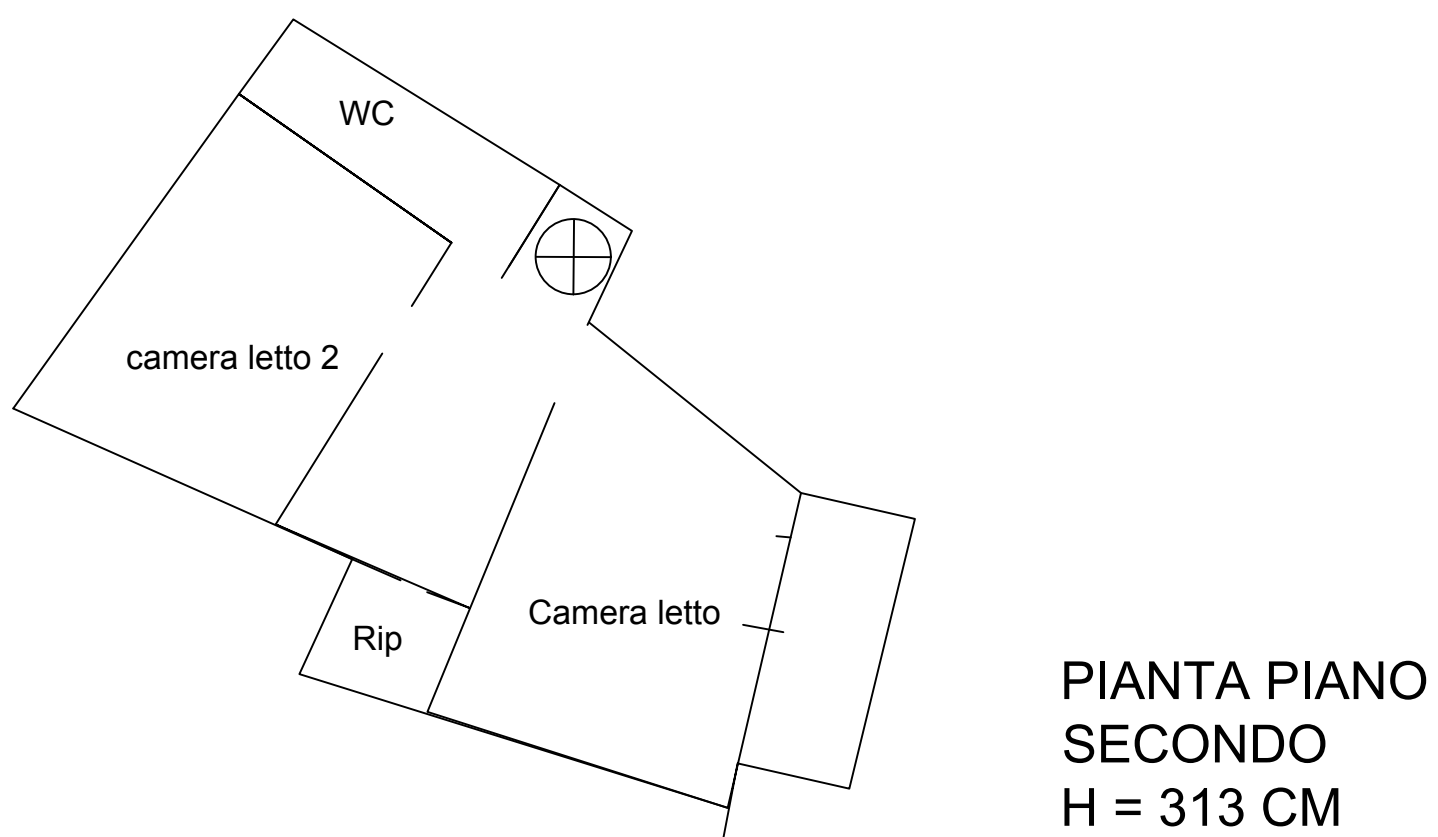 WC
camera letto 2
Camera letto
Rip
PIANTA PIANO
SECONDO
H = 313 CM